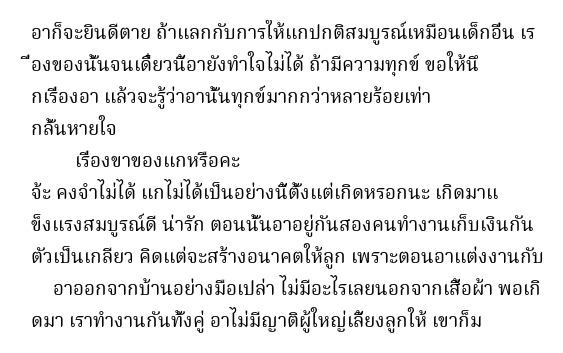 อาก็จะยินดีตาย ถ้าแลกกับการให้แกปกติสมบูรณ์เหมือนเด็กอื่น เร
ื่องของนั้นจนเดี๋ยวนี้อายังทำใจไม่ได้ ถ้ามีความทุกข์ ขอให้นึ
กเรื่องอา แล้วจะรู้ว่าอานั้นทุกข์มากกว่าหลายร้อยเท่า
กลั้นหายใจ
เรื่องขาของแกหรือคะ
จ้ะ คงจำไม่ได้ แกไม่ได้เป็นอย่างนี้ตั้งแต่เกิดหรอกนะ เกิดมาแ
ข็งแรงสมบูรณ์ดี น่ารัก ตอนนั้นอาอยู่กันสองคนทำงานเก็บเงินกัน
ตัวเป็นเกลียว คิดแต่จะสร้างอนาคตให้ลูก เพราะตอนอาแต่งงานกับ
อาออกจากบ้านอย่างมือเปล่า ไม่มีอะไรเลยนอกจากเสื้อผ้า พอเกิ
ดมา เราทำงานกันทั้งคู่ อาไม่มีญาติผู้ใหญ่เลี้ยงลูกให้ เขาก็ม